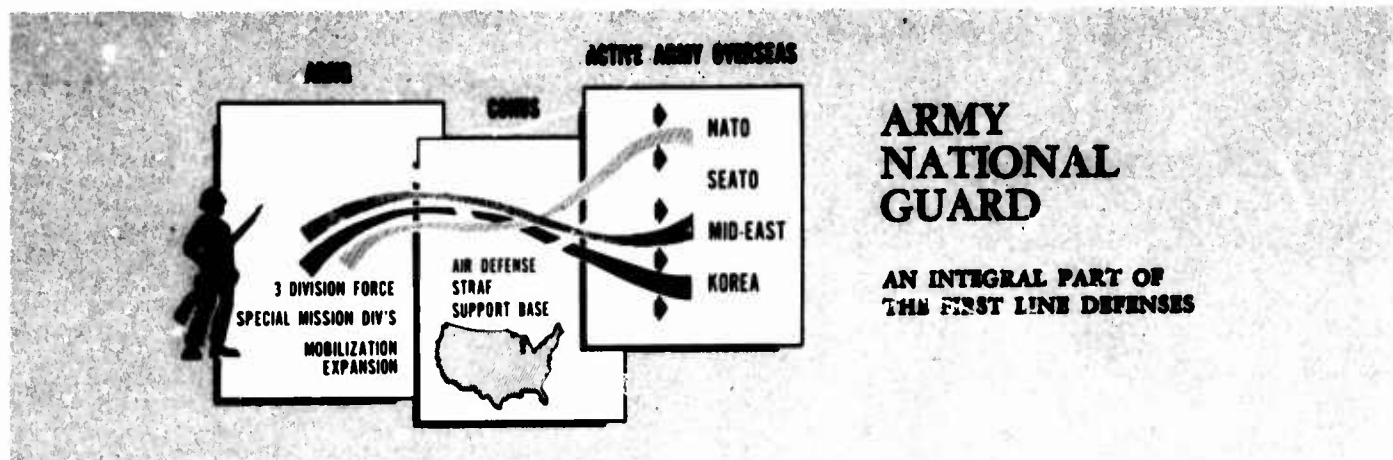 ARNG
CONUS
ACTIVE ARMY OVERSEAS
3 DIVISION FORCE
SPECIAL MISSION DIV'S
MOBILIZATION
EXPANSION
AIR DEFENSE
STRAF
SUPPORT BASE
NATO
SEATO
MID-EAST
KOREA
ARMY
NATIONAL
GUARD
AN INTEGRAL PART OF
THE FIRST LINE DEFENSES